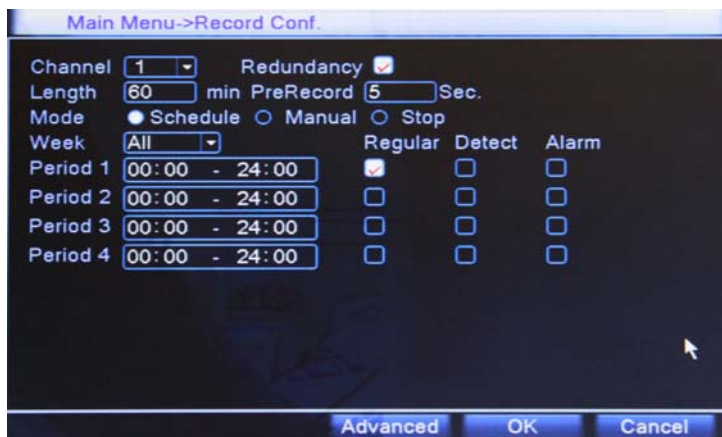 Main Menu->Record Conf.
Channel 1 Redundancy
Length 60 min PreRecord 5 Sec.
Mode Schedule Manual Stop
Week All Regular Detect Alarm
Period 1 00:00 - 24:00
Period 2 00:00 - 24:00
Period 3 00:00 - 24:00
Period 4 00:00 - 24:00
Advanced OK Cancel